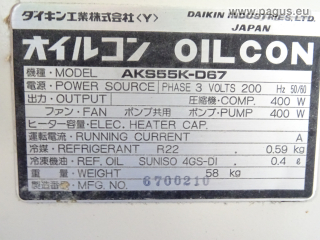 www.pagus.eu
ダイキン工業株式会社〈Y〉 DAIKIN INDUSTRIES, LTD.
JAPAN
オイルコン OILCON
機種・MODEL AKS55K-D67
電源・POWER SOURCE PHASE 3 VOLTS 200 Hz 50/60
出力・OUTPUT 圧縮機・COMP. 400 W
ファン・FAN ポンプ共用 ポンプ・PUMP 400 W
ヒーター容量・ELEC. HEATER CAP.
運転電流・RUNNING CURRENT A
冷媒・REFRIGERANT R22 0.59 kg
冷凍機油・REF. OIL SUNISO 4GS-DI 0.4 ℓ
重量・WEIGHT 58 kg
製造番号・MFG. NO. 6700210